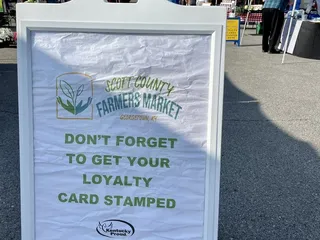 SCOTT COUNTY
FARMERS MARKET
GEORGETOWN, KY
DON'T FORGET
TO GET YOUR
LOYALTY
CARD STAMPED
Kentucky
Proud